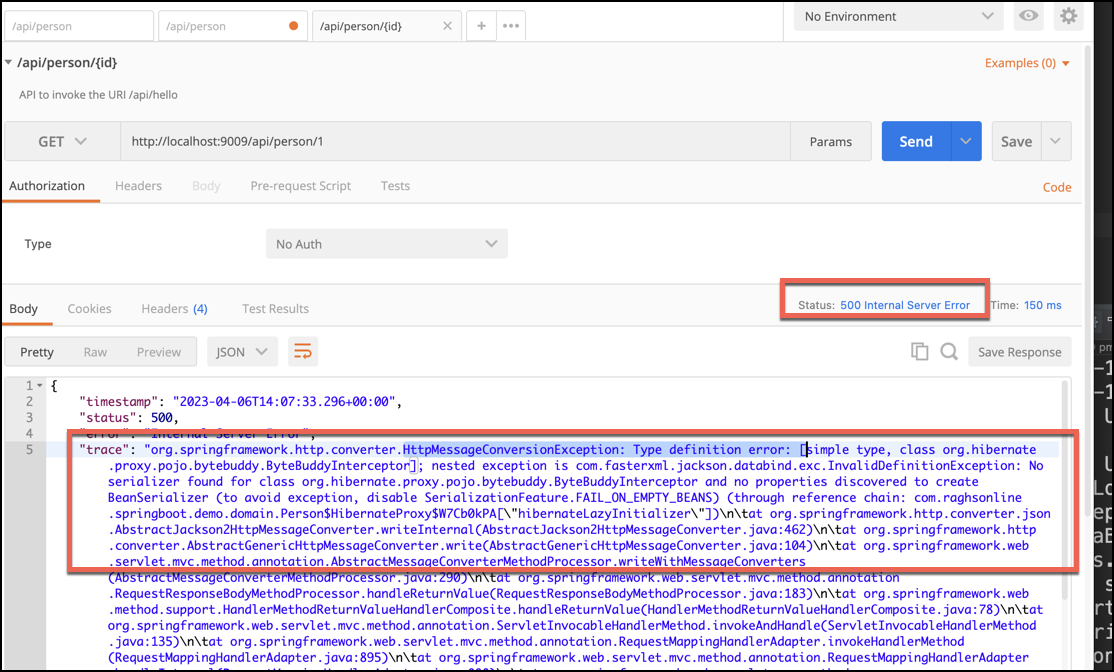 /api/person
/api/person
/api/person/{id}
No Environment
/api/person/{id}
Examples (0)
API to invoke the URI /api/hello
GET
http://localhost:9009/api/person/1
Params
Send
Save
Authorization
Headers
Body
Pre-request Script
Tests
Code
Type
No Auth
Body
Cookies
Headers (4)
Test Results
Status: 500 Internal Server Error
Time: 150 ms
Pretty
Raw
Preview
JSON
Save Response
1 {
2 "timestamp": "2023-04-06T14:07:33.296+00:00",
3 "status": 500,
4 "error": "Internal Server Error",
5 "trace": "org.springframework.http.converter.HttpMessageConversionException: Type definition error: [simple type, class org.hibernate
.proxy.pojo.bytebuddy.ByteBuddyInterceptor]; nested exception is com.fasterxml.jackson.databind.exc.InvalidDefinitionException: No
serializer found for class org.hibernate.proxy.pojo.bytebuddy.ByteBuddyInterceptor and no properties discovered to create
BeanSerializer (to avoid exception, disable SerializationFeature.FAIL_ON_EMPTY_BEANS) (through reference chain: com.raghsonline
.springboot.demo.domain.Person$HibernateProxy$W7Cb0kPA[\"hibernateLazyInitializer\"])\n\tat org.springframework.http.converter.json
.AbstractJackson2HttpMessageConverter.writeInternal(AbstractJackson2HttpMessageConverter.java:462)\n\tat org.springframework.http
.converter.AbstractGenericHttpMessageConverter.write(AbstractGenericHttpMessageConverter.java:104)\n\tat org.springframework.web
.servlet.mvc.method.annotation.AbstractMessageConverterMethodProcessor.writeWithMessageConverters
(AbstractMessageConverterMethodProcessor.java:290)\n\tat org.springframework.web.servlet.mvc.method.annotation
.RequestResponseBodyMethodProcessor.handleReturnValue(RequestResponseBodyMethodProcessor.java:183)\n\tat org.springframework.web
.method.support.HandlerMethodReturnValueHandlerComposite.handleReturnValue(HandlerMethodReturnValueHandlerComposite.java:78)\n\tat
org.springframework.web.servlet.mvc.method.annotation.ServletInvocableHandlerMethod.invokeAndHandle(ServletInvocableHandlerMethod
.java:135)\n\tat org.springframework.web.servlet.mvc.method.annotation.RequestMappingHandlerAdapter.invokeHandlerMethod
(RequestMappingHandlerAdapter.java:895)\n\tat org.springframework.web.servlet.mvc.method.annotation.RequestMappingHandlerAdapter